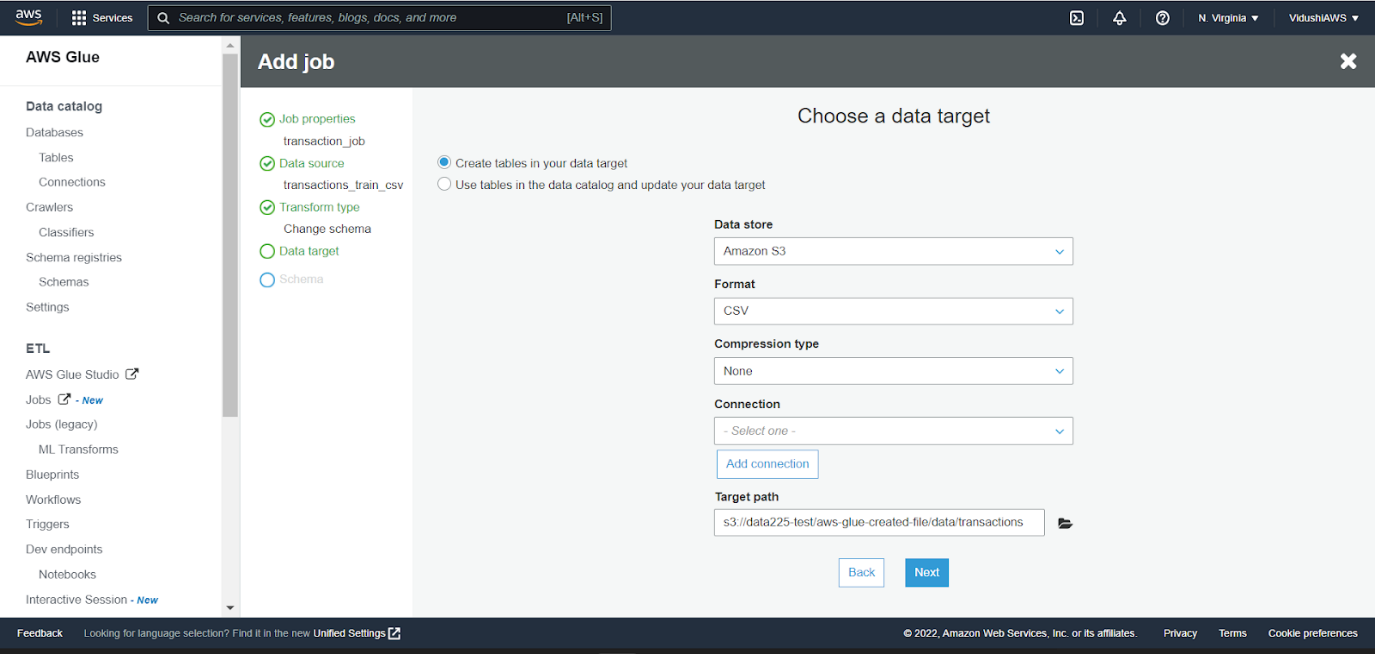 aws Services Search for services, features, blogs, docs, and more [Alt+S] N. Virginia VidushiAWS
AWS Glue
Data catalog
Databases
Tables
Connections
Crawlers
Classifiers
Schema registries
Schemas
Settings
ETL
AWS Glue Studio
Jobs - New
Jobs (legacy)
ML Transforms
Blueprints
Workflows
Triggers
Dev endpoints
Notebooks
Interactive Session - New
Add job
Job properties
transaction_job
Data source
transactions_train_csv
Transform type
Change schema
Data target
Schema
Choose a data target
Create tables in your data target
Use tables in the data catalog and update your data target
Data store
Amazon S3
Format
CSV
Compression type
None
Connection
- Select one -
Add connection
Target path
s3://data225-test/aws-glue-created-file/data/transactions
Back Next
Feedback Looking for language selection? Find it in the new Unified Settings © 2022, Amazon Web Services, Inc. or its affiliates. Privacy Terms Cookie preferences